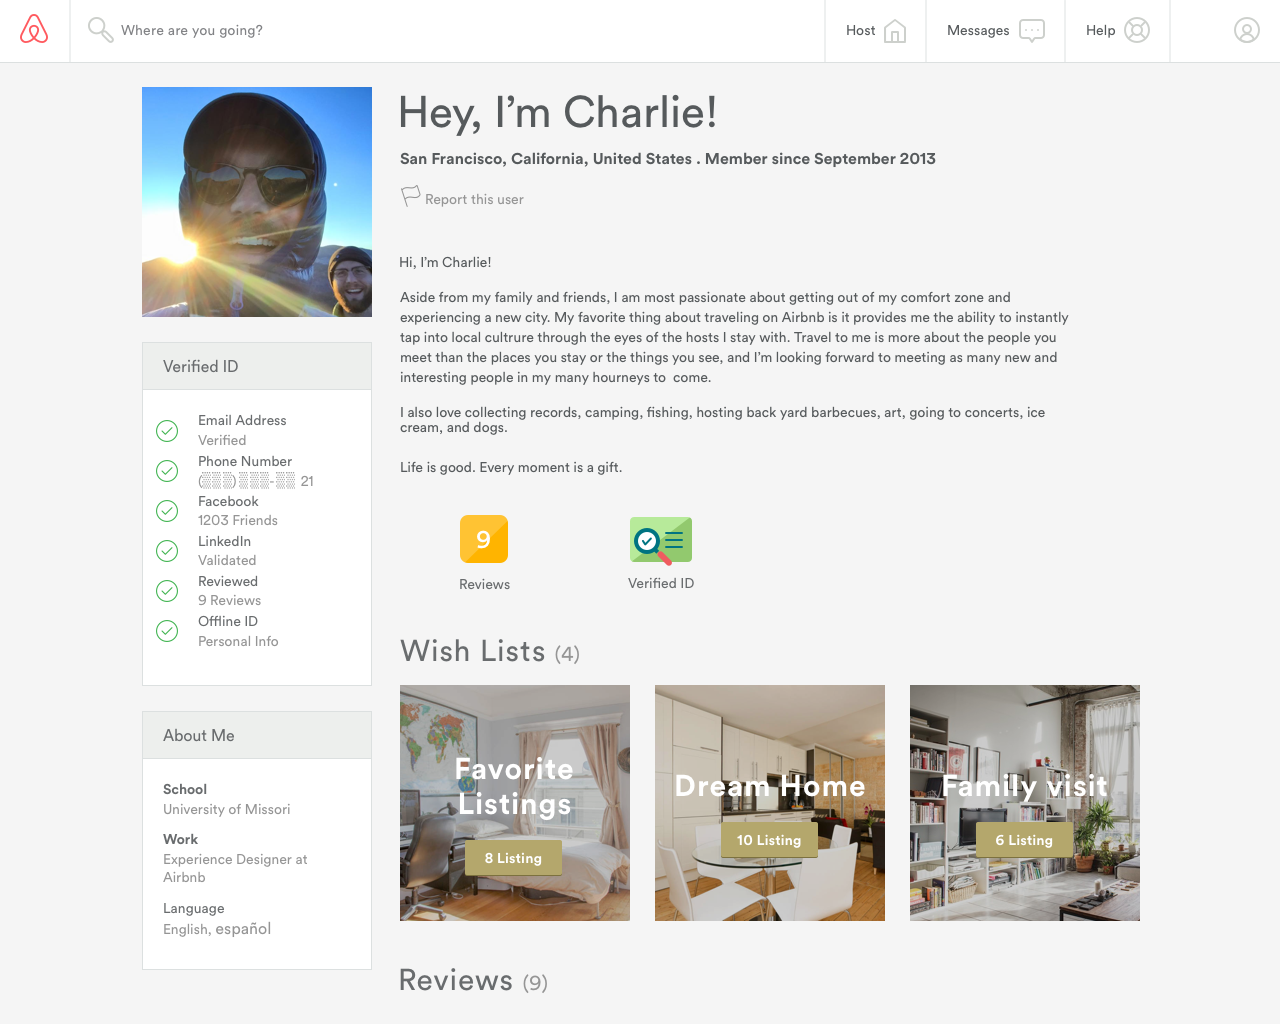 Where are you going?
Host
Messages
Help
Hey, I'm Charlie!
San Francisco, California, United States . Member since September 2013
Report this user
Hi, I'm Charlie!
Aside from my family and friends, I am most passionate about getting out of my comfort zone and
experiencing a new city. My favorite thing about traveling on Airbnb is it provides me the ability to instantly
tap into local cultrure through the eyes of the hosts I stay with. Travel to me is more about the people you
meet than the places you stay or the things you see, and I'm looking forward to meeting as many new and
interesting people in my many hourneys to  come.
I also love collecting records, camping, fishing, hosting back yard barbecues, art, going to concerts, ice
cream, and dogs.
Life is good. Every moment is a gift.
9
Reviews
Verified ID
Verified ID
Email Address
Verified
Phone Number
(▒▒▒) ▒▒▒-▒▒ 21
Facebook
1203 Friends
LinkedIn
Validated
Reviewed
9 Reviews
Offline ID
Personal Info
About Me
School
University of Missori
Work
Experience Designer at
Airbnb
Language
English, español
Wish Lists (4)
Favorite
Listings
8 Listing
Dream Home
10 Listing
Family visit
6 Listing
Reviews (9)